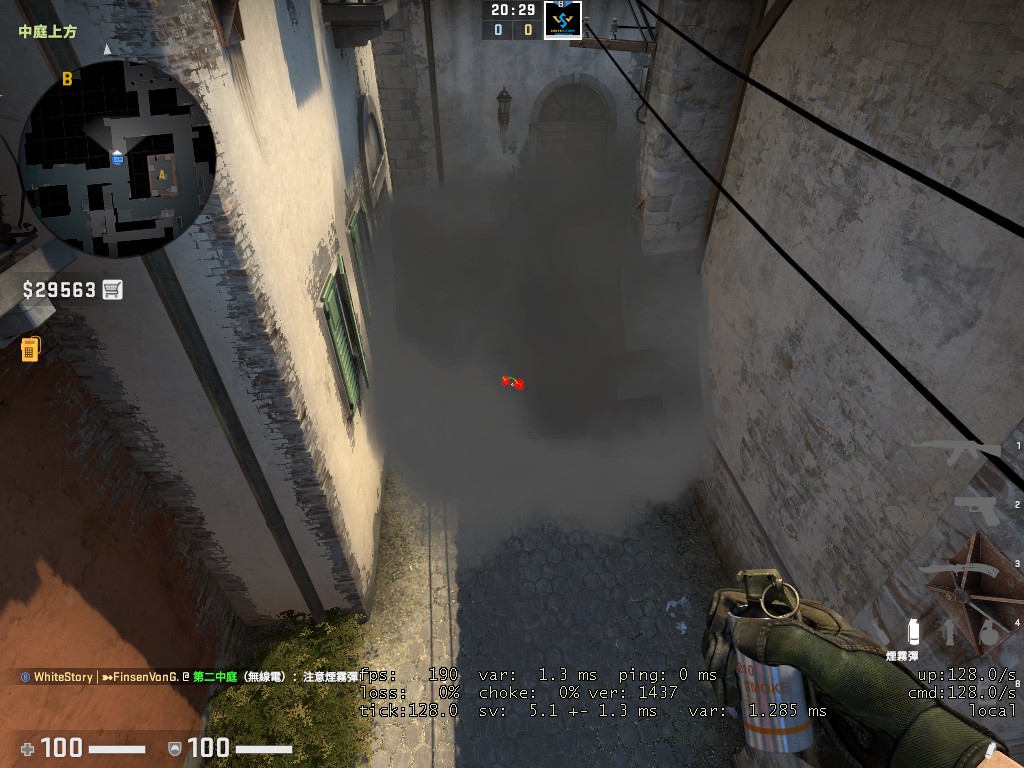 中庭上方
20:29
0 0
B
A
$29563
1
2
3
4
煙霧彈
SMOKE
WhiteStory | ➳FinsenVonG. @ 第二中庭 (無線電) : 注意煙霧彈
fps: 190 var: 1.3 ms ping: 0 ms
loss: 0% choke: 0% ver: 1437
tick:128.0 sv: 5.1 +- 1.3 ms var: 1.285 ms
up:128.0/s
cmd:128.0/s
local
100 100